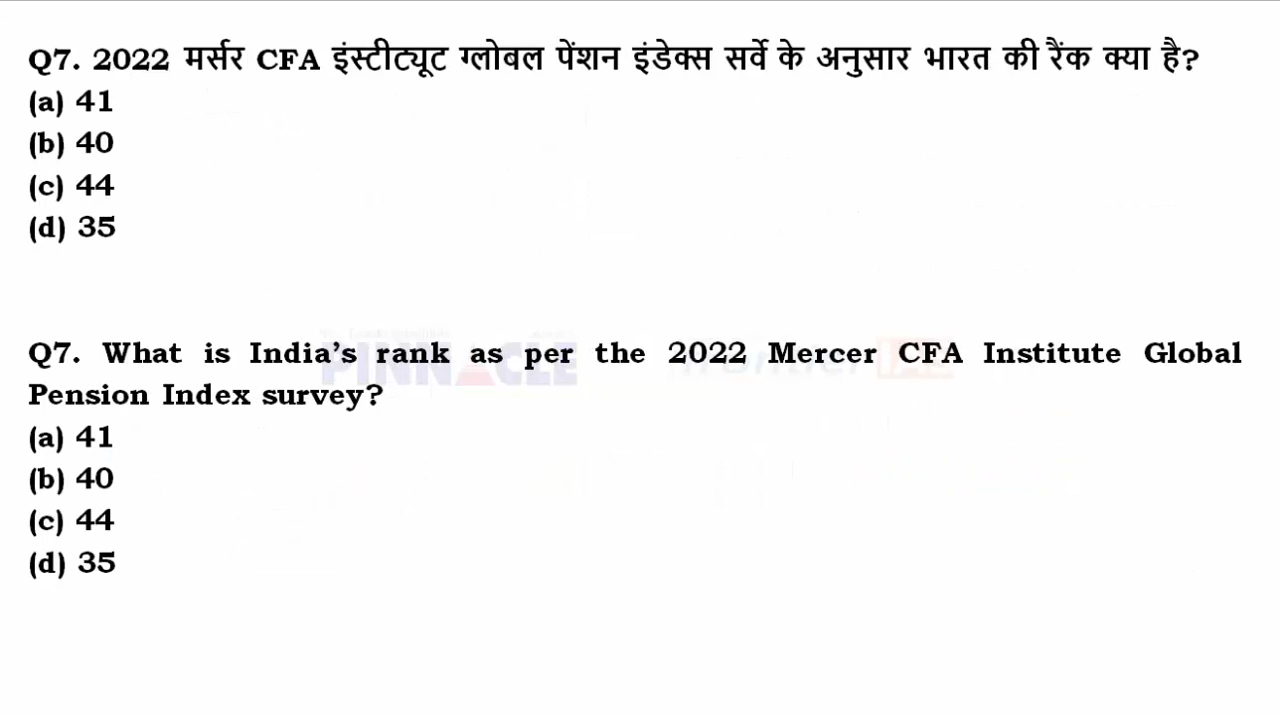 Q7. 2022 मर्सर CFA इंस्टीट्यूट ग्लोबल पेंशन इंडेक्स सर्वे के अनुसार भारत की रैंक क्या है?
(a) 41
(b) 40
(c) 44
(d) 35
Q7. What is India's rank as per the 2022 Mercer CFA Institute Global
Pension Index survey?
(a) 41
(b) 40
(c) 44
(d) 35
PINNACLE